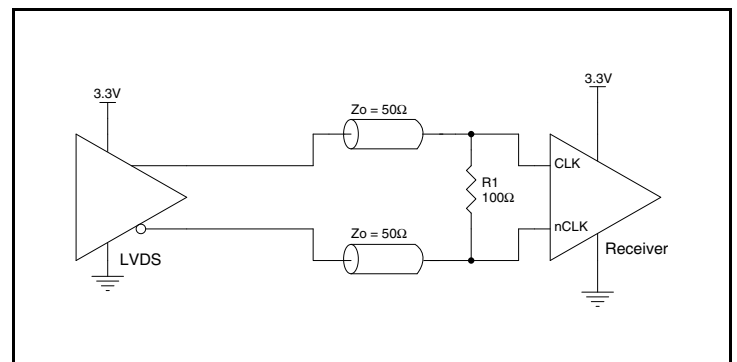 3.3V
Zo = 50Ω
3.3V
CLK
R1
100Ω
Zo = 50Ω
nCLK
LVDS
Receiver